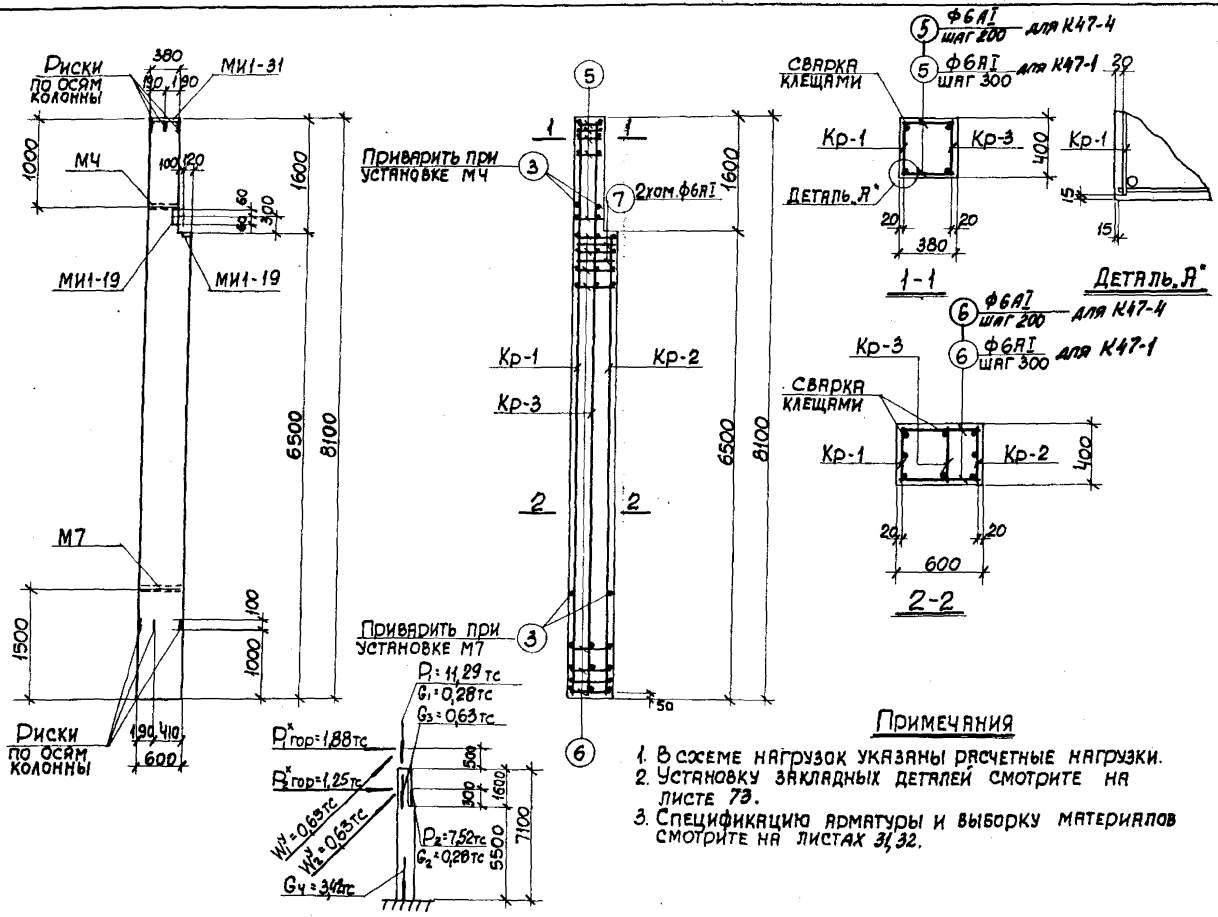 380
190 190
Риски
по осям
колонны
МИ1-31
1000
М4
100 120
60
300
60
1600
МИ1-19
МИ1-19
6500
8100
М7
1500
100
1000
Риски
по осям
колонны
190 410
600
5
1 1
Приварить при
установке М4
3
7
2хом.ф6АI
1600
Кр-1
Кр-2
Кр-3
6500
8100
2 2
Приварить при
установке М7
3
50
6
P₁=11,29тс
G₁=0,28тс
G₃=0,63тс
P₁ˣгор=1,88тс
P₂ˣгор=1,25тс
W₁ʸ=0,63тс
W₂ʸ=0,63тс
P₂=7,52тс
G₂=0,28тс
G₄=3,42тс
500
300
1600
5500
7100
5 ф6АI
шаг 200 для К47-4
5 ф6АI
шаг 300 для К47-1
сварка
клещами
Кр-1
Кр-3
400
Деталь „А"
20 20
380
1-1
20
Кр-1
15
15
Деталь „А"
6 ф6АI
шаг 200 для К47-4
6 ф6АI
шаг 300 для К47-1
Кр-3
сварка
клещами
Кр-1
Кр-2
400
20 20
600
2-2
Примечания
1. В схеме нагрузок указаны расчетные нагрузки.
2. Установку закладных деталей смотрите на
листе 73.
3. Спецификацию арматуры и выборку материалов
смотрите на листах 31,32.